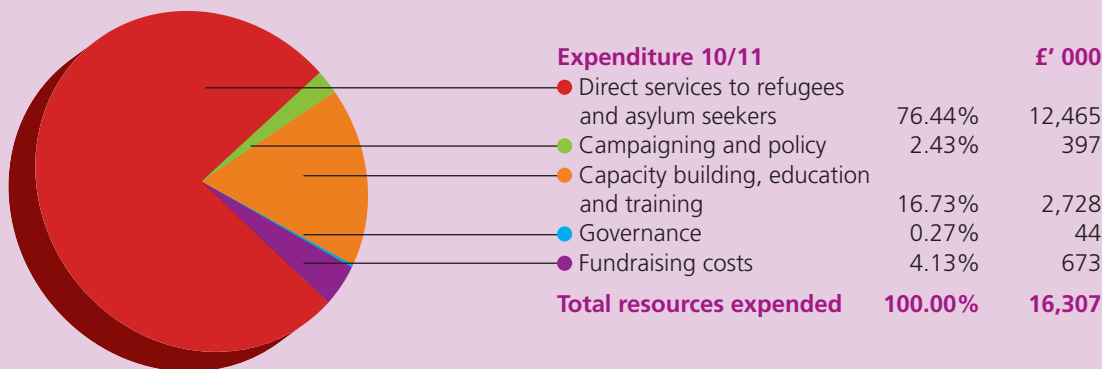 Expenditure 10/11 £' 000
Direct services to refugees
and asylum seekers 76.44% 12,465
Campaigning and policy 2.43% 397
Capacity building, education
and training 16.73% 2,728
Governance 0.27% 44
Fundraising costs 4.13% 673
Total resources expended 100.00% 16,307